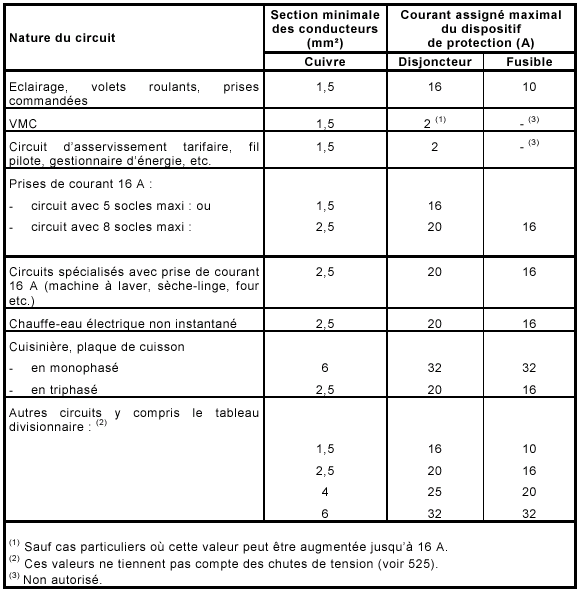 Nature du circuit
Section minimale
des conducteurs
(mm²)
Courant assigné maximal
du dispositif
de protection (A)
Cuivre
Disjoncteur
Fusible
Eclairage, volets roulants, prises
commandées
1,5
16
10
VMC
1,5
2 (1)
- (3)
Circuit d'asservissement tarifaire, fil
pilote, gestionnaire d'énergie, etc.
1,5
2
- (3)
Prises de courant 16 A :
- circuit avec 5 socles maxi : ou
1,5
16
- circuit avec 8 socles maxi :
2,5
20
16
Circuits spécialisés avec prise de courant
16 A (machine à laver, sèche-linge, four
etc.)
2,5
20
16
Chauffe-eau électrique non instantané
2,5
20
16
Cuisinière, plaque de cuisson
- en monophasé
6
32
32
- en triphasé
2,5
20
16
Autres circuits y compris le tableau
divisionnaire : (2)
1,5
16
10
2,5
20
16
4
25
20
6
32
32
(1) Sauf cas particuliers où cette valeur peut être augmentée jusqu'à 16 A.
(2) Ces valeurs ne tiennent pas compte des chutes de tension (voir 525).
(3) Non autorisé.